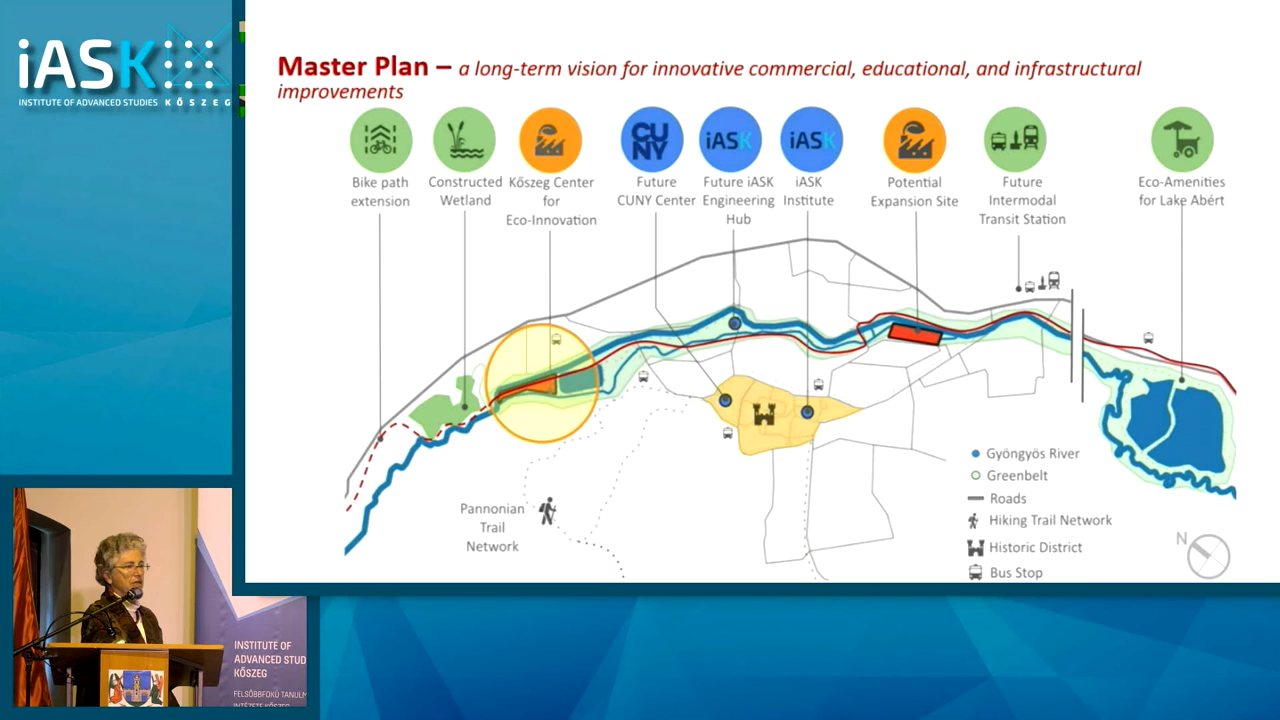 iASK
INSTITUTE OF ADVANCED STUDIES KŐSZEG
Master Plan – a long-term vision for innovative commercial, educational, and infrastructural
improvements
CU
NY
iASK
iASK
Bike path
extension
Constructed
Wetland
Kőszeg Center
for
Eco-Innovation
Future
CUNY Center
Future iASK
Engineering
Hub
iASK
Institute
Potential
Expansion Site
Future
Intermodal
Transit Station
Eco-Amenities
for Lake Abért
Pannonian
Trail
Network
Gyöngyös River
Greenbelt
Roads
Hiking Trail Network
Historic District
Bus Stop
N
INSTITUTE OF
ADVANCED STUD
KŐSZEG
FELSŐBBFOKÚ TANULM
INTÉZETE KŐSZEG